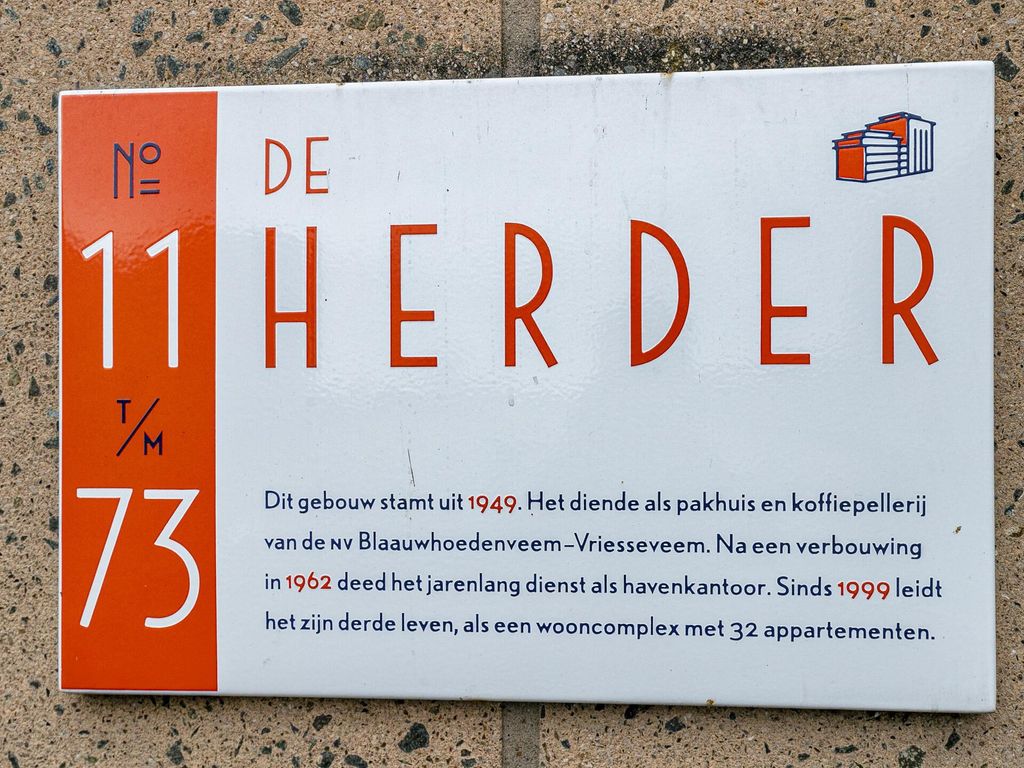 No
11
T/M
73
DE
HERDER
Dit gebouw stamt uit 1949. Het diende als pakhuis en koffiepellerij
van de NV Blaauwhoedenveem-Vriesseveem. Na een verbouwing
in 1962 deed het jarenlang dienst als havenkantoor. Sinds 1999 leidt
het zijn derde leven, als een wooncomplex met 32 appartementen.